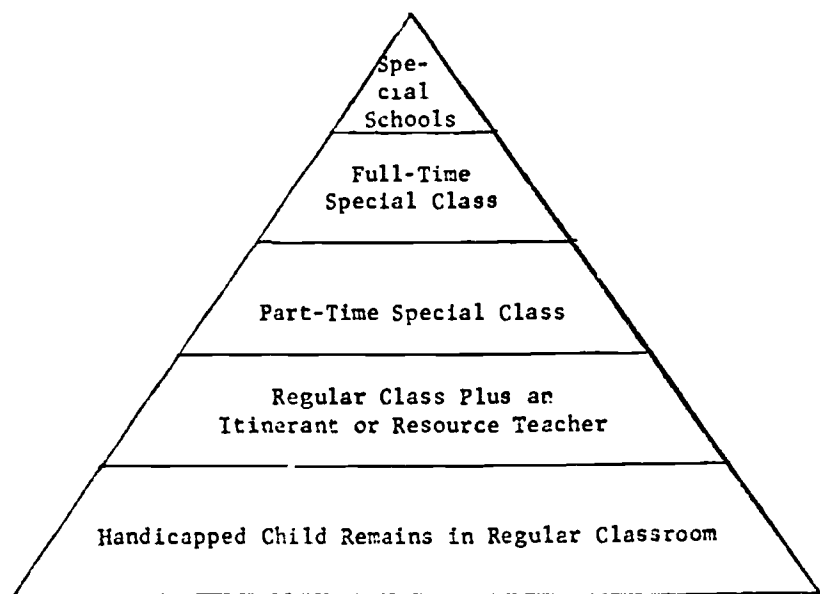 Spe-
cial
Schools
Full-Time
Special Class
Part-Time Special Class
Regular Class Plus an
Itinerant or Resource Teacher
Handicapped Child Remains in Regular Classroom